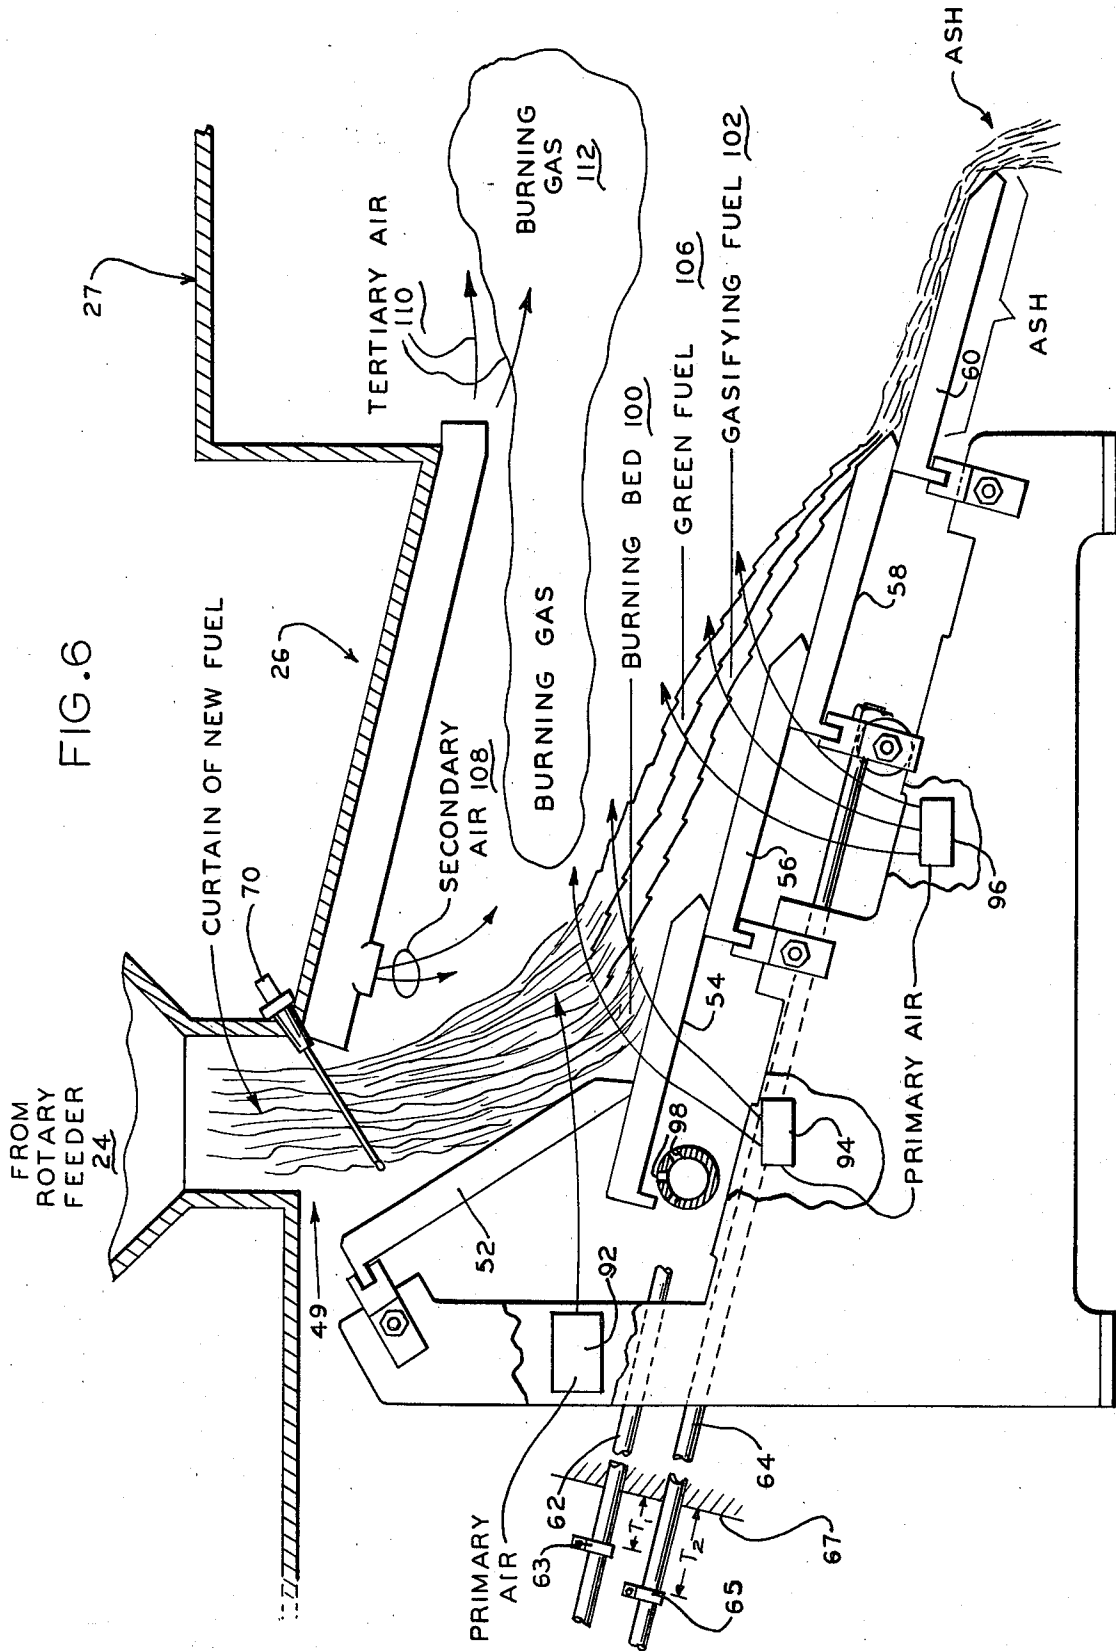 FIG.6
FROM
ROTARY
FEEDER
24
CURTAIN OF NEW FUEL
70
26
27
49
SECONDARY
AIR 108
TERTIARY AIR
110
BURNING GAS
BURNING
GAS
112
BURNING BED 100
GREEN FUEL 106
GASIFYING FUEL 102
ASH
52
54
56
58
60
ASH
PRIMARY
AIR
92
98
94
96
PRIMARY AIR
62
63
64
65
67
T1
T2